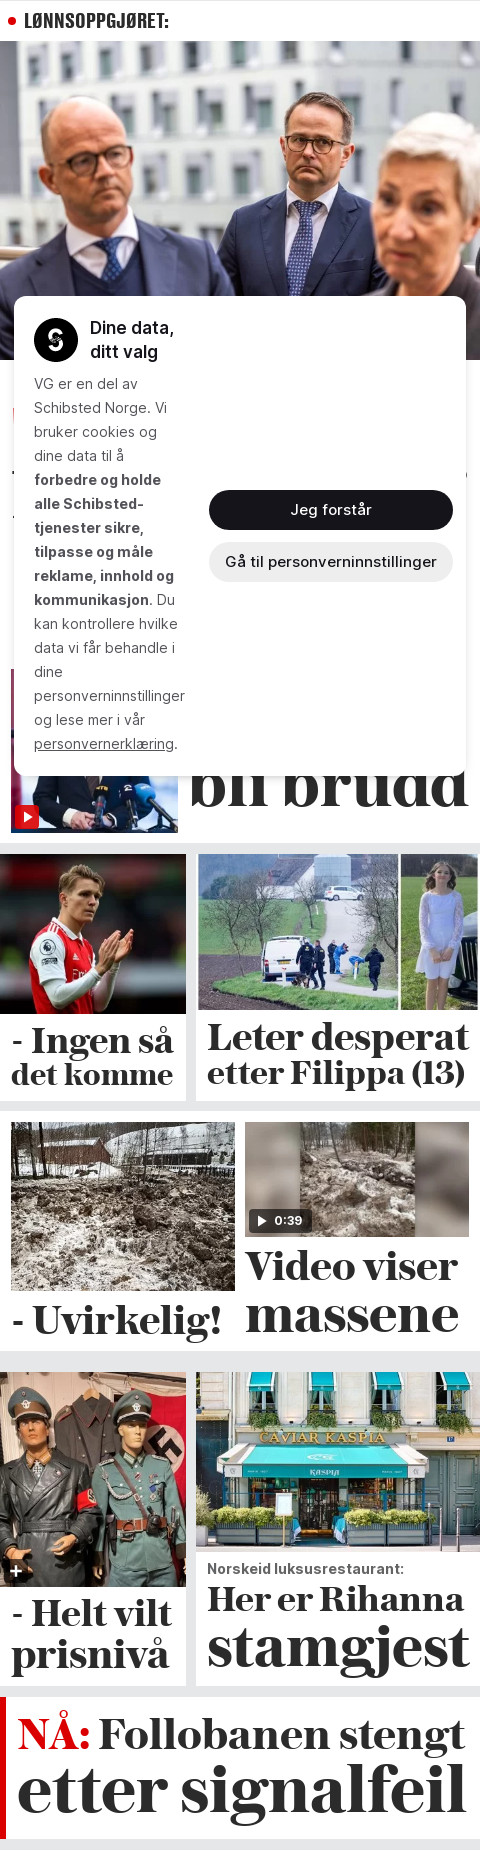 LØNNSOPPGJØRET:
Dine data,
ditt valg
VG er en del av
Schibsted Norge. Vi
bruker cookies og
dine data til å
forbedre og holde
alle Schibsted-
tjenester sikre,
tilpasse og måle
reklame, innhold og
kommunikasjon. Du
kan kontrollere hvilke
data vi får behandle i
dine
personverninnstillinger
og lese mer i vår
personvernerklæring.
Jeg forstår
Gå til personverninnstillinger
bli brudd
- Ingen så
det komme
Leter desperat
etter Filippa (13)
- Uvirkelig!
0:39
Video viser
massene
- Helt vilt
prisnivå
CAVIAR KASPIA
KASPIA
Norskeid luksusrestaurant:
Her er Rihanna
stamgjest
NÅ: Follobanen stengt
etter signalfeil